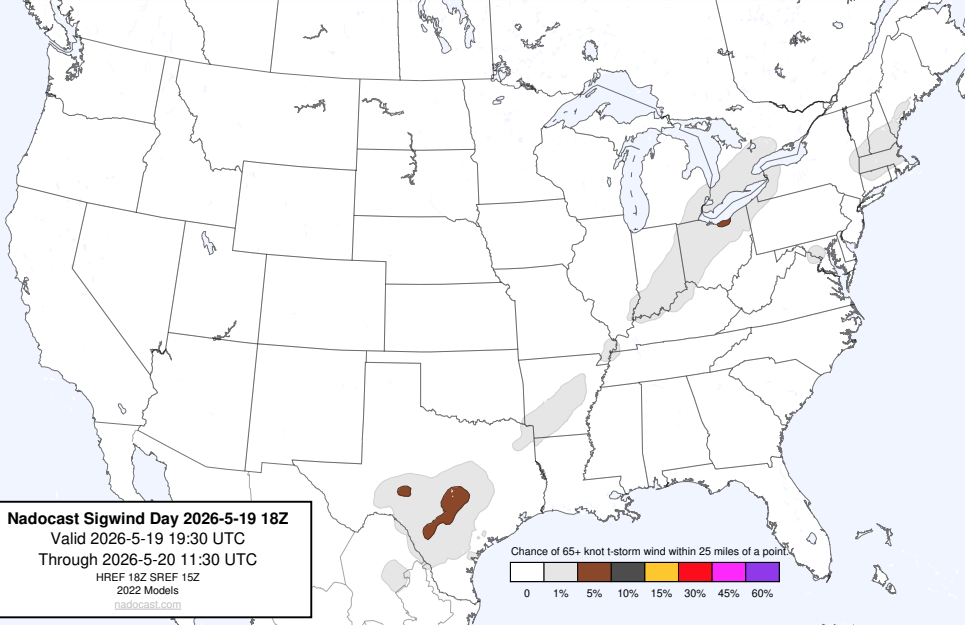 Nadocast Sigwind Day 2026-5-19 18Z
Valid 2026-5-19 19:30 UTC
Through 2026-5-20 11:30 UTC
HREF 18Z SREF 15Z
2022 Models
nadocast.com
Chance of 65+ knot t-storm wind within 25 miles of a point.
0 1% 5% 10% 15% 30% 45% 60%